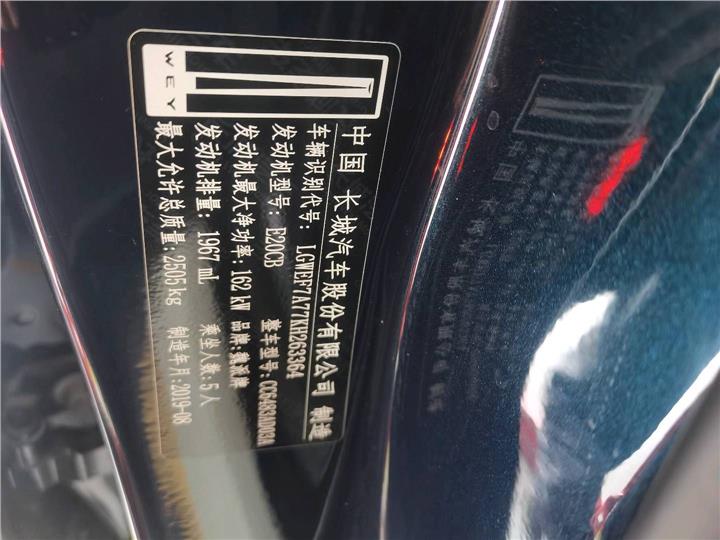 WEY
中国 长城汽车股份有限公司 制造
车辆识别代号: LGWEF7A77KH263364
发动机型号: E20CB 整车型号: CC6483AD03A
发动机最大净功率: 162 kW 品牌: 魏派牌
发动机排量: 1967 mL 乘坐人数: 5人
最大允许总质量: 2505 kg 制造年月: 2019-08